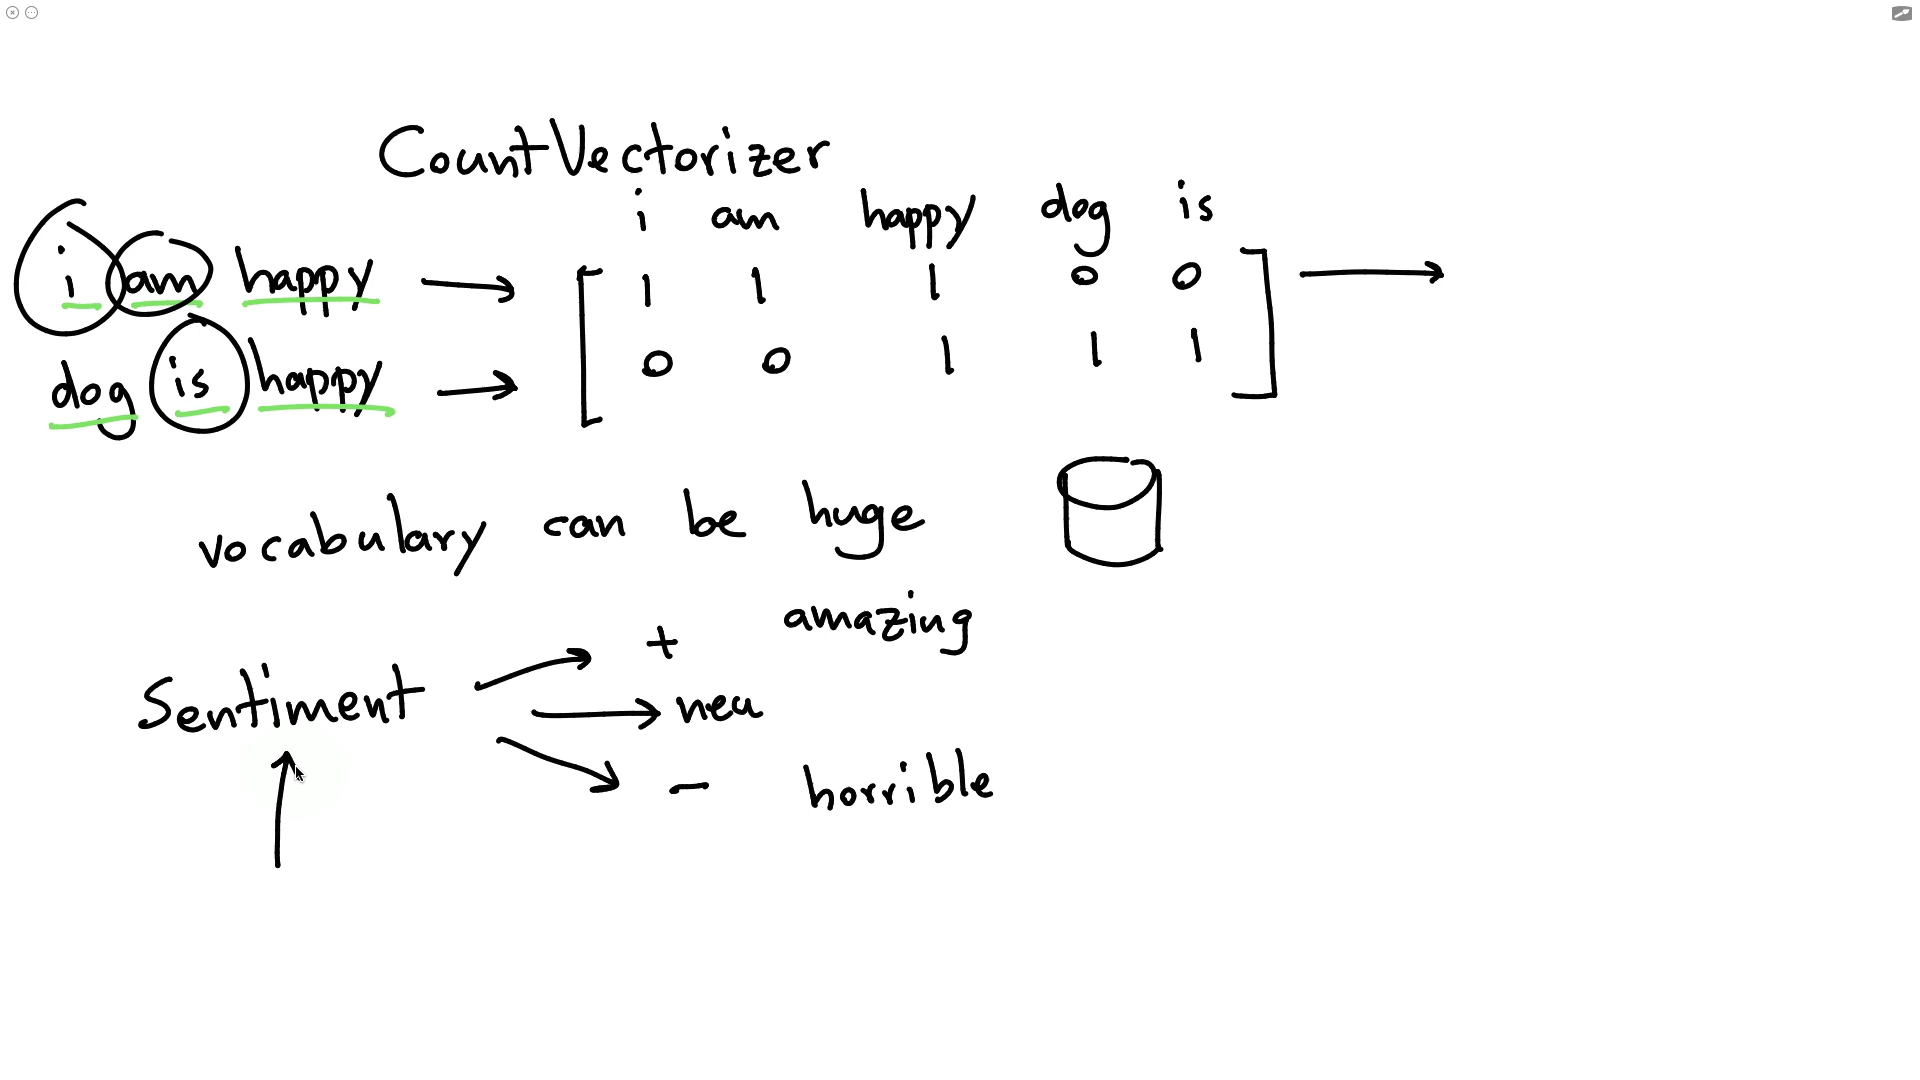 CountVectorizer
i am happy dog is
i am happy → [ 1 1 1 0 0 ] →
dog is happy → 0 0 1 1 1
vocabulary can be huge
amazing
Sentiment → +
→ neu
→ - horrible